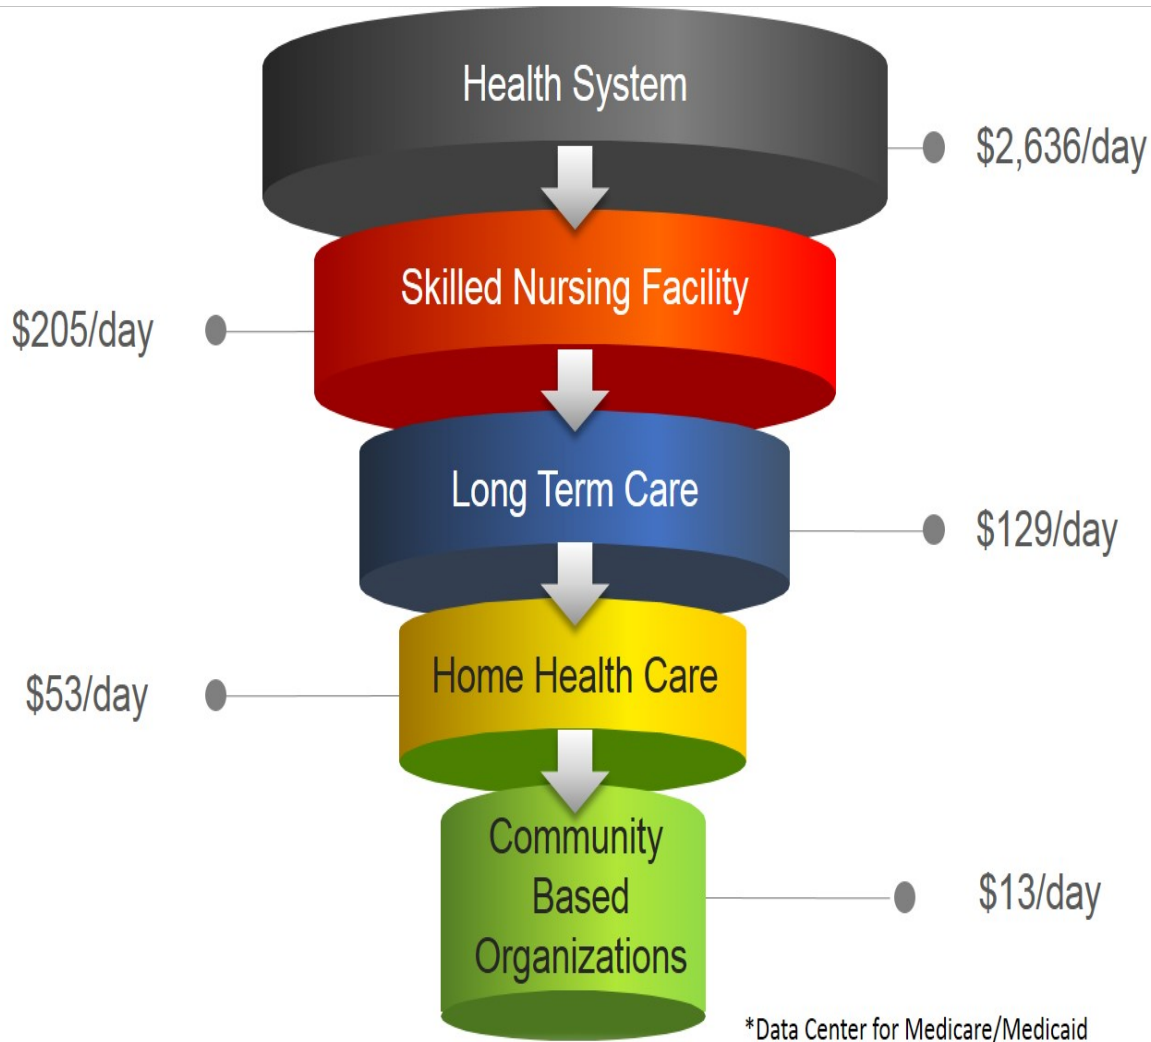 Health System
$2,636/day
Skilled Nursing Facility
$205/day
Long Term Care
$129/day
Home Health Care
$53/day
Community
Based
Organizations
$13/day
*Data Center for Medicare/Medicaid